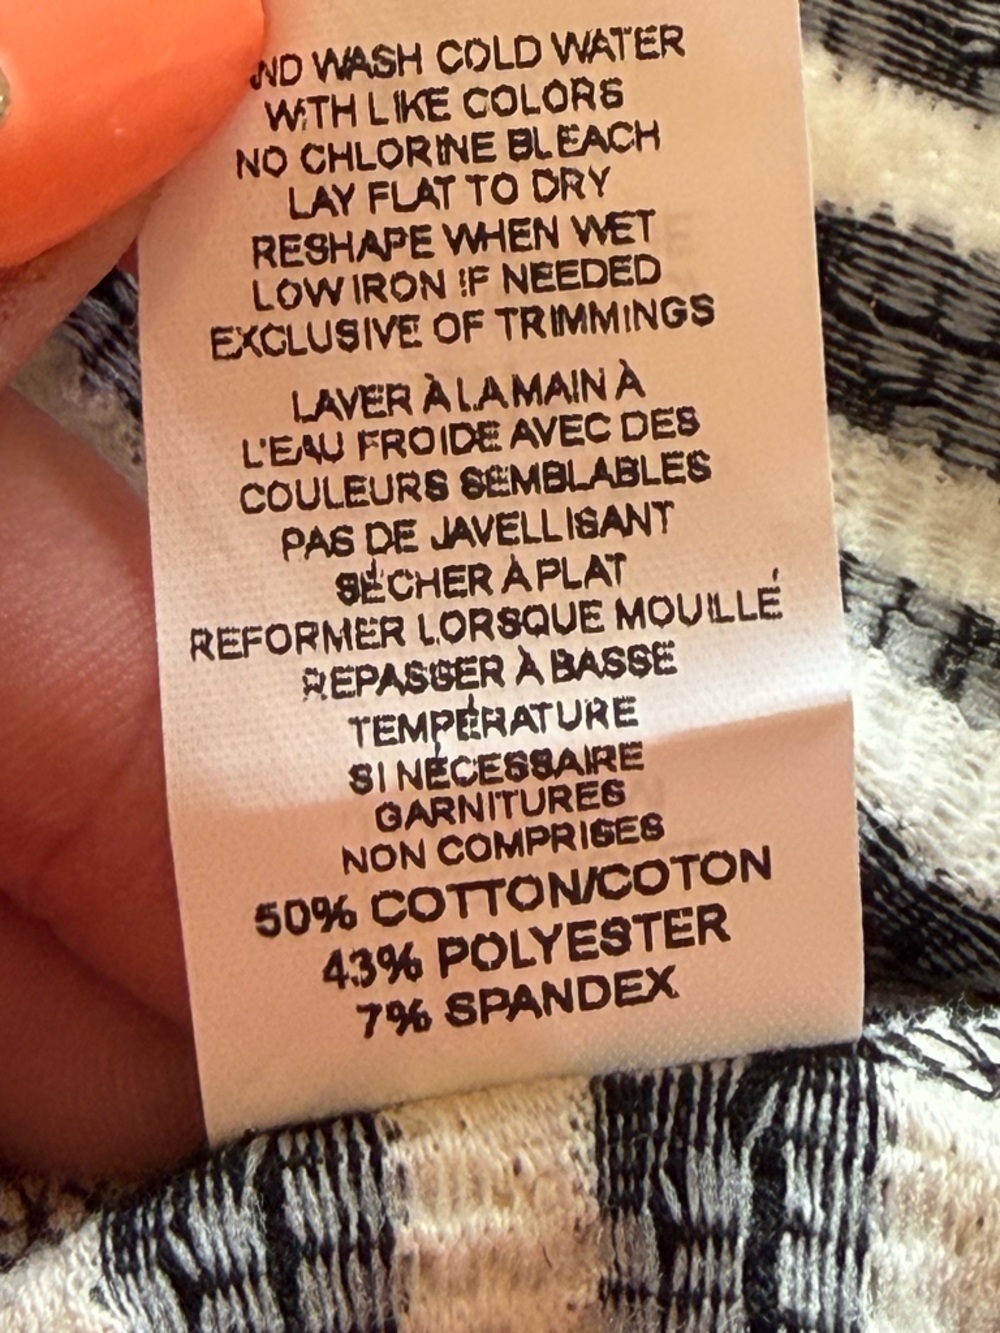 ND WASH COLD WATER
WITH LIKE COLORS
NO CHLORINE BLEACH
LAY FLAT TO DRY
RESHAPE WHEN WET
LOW IRON IF NEEDED
EXCLUSIVE OF TRIMMINGS
LAVER À LA MAIN À
L'EAU FROIDE AVEC DES
COULEURS SEMBLABLES
PAS DE JAVELLISANT
SÉCHER À PLAT
REFORMER LORSQUE MOUILLÉ
REPASSER À BASSE
TEMPÉRATURE
SI NÉCESSAIRE
GARNITURES
NON COMPRISES
50% COTTON/COTON
43% POLYESTER
7% SPANDEX